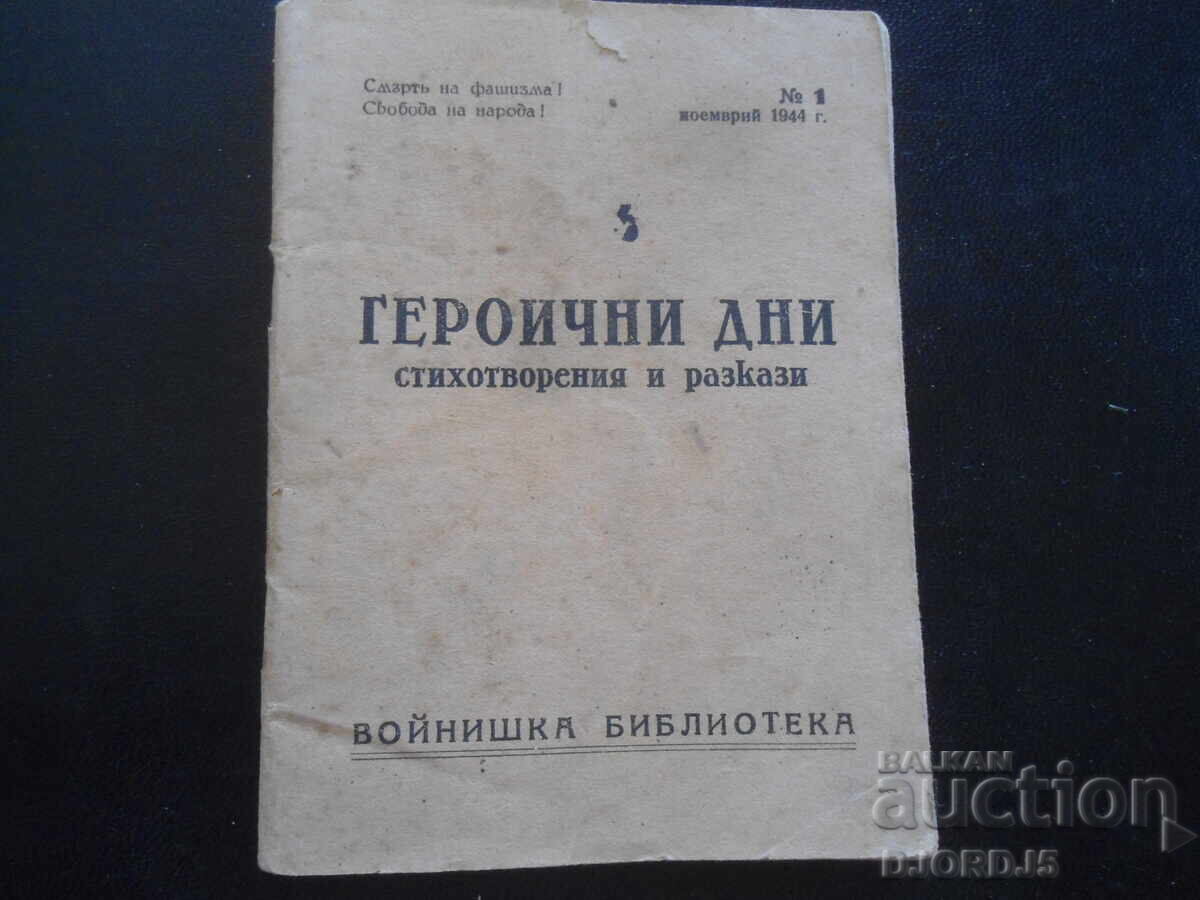 Смърть на фашизма!
Свобода на народа!
№ 1
ноемврий 1944 г.
ГЕРОИЧНИ ДНИ
стихотворения и разкази
ВОЙНИШКА БИБЛИОТЕКА
BALKAN
auction
DJORDJ5